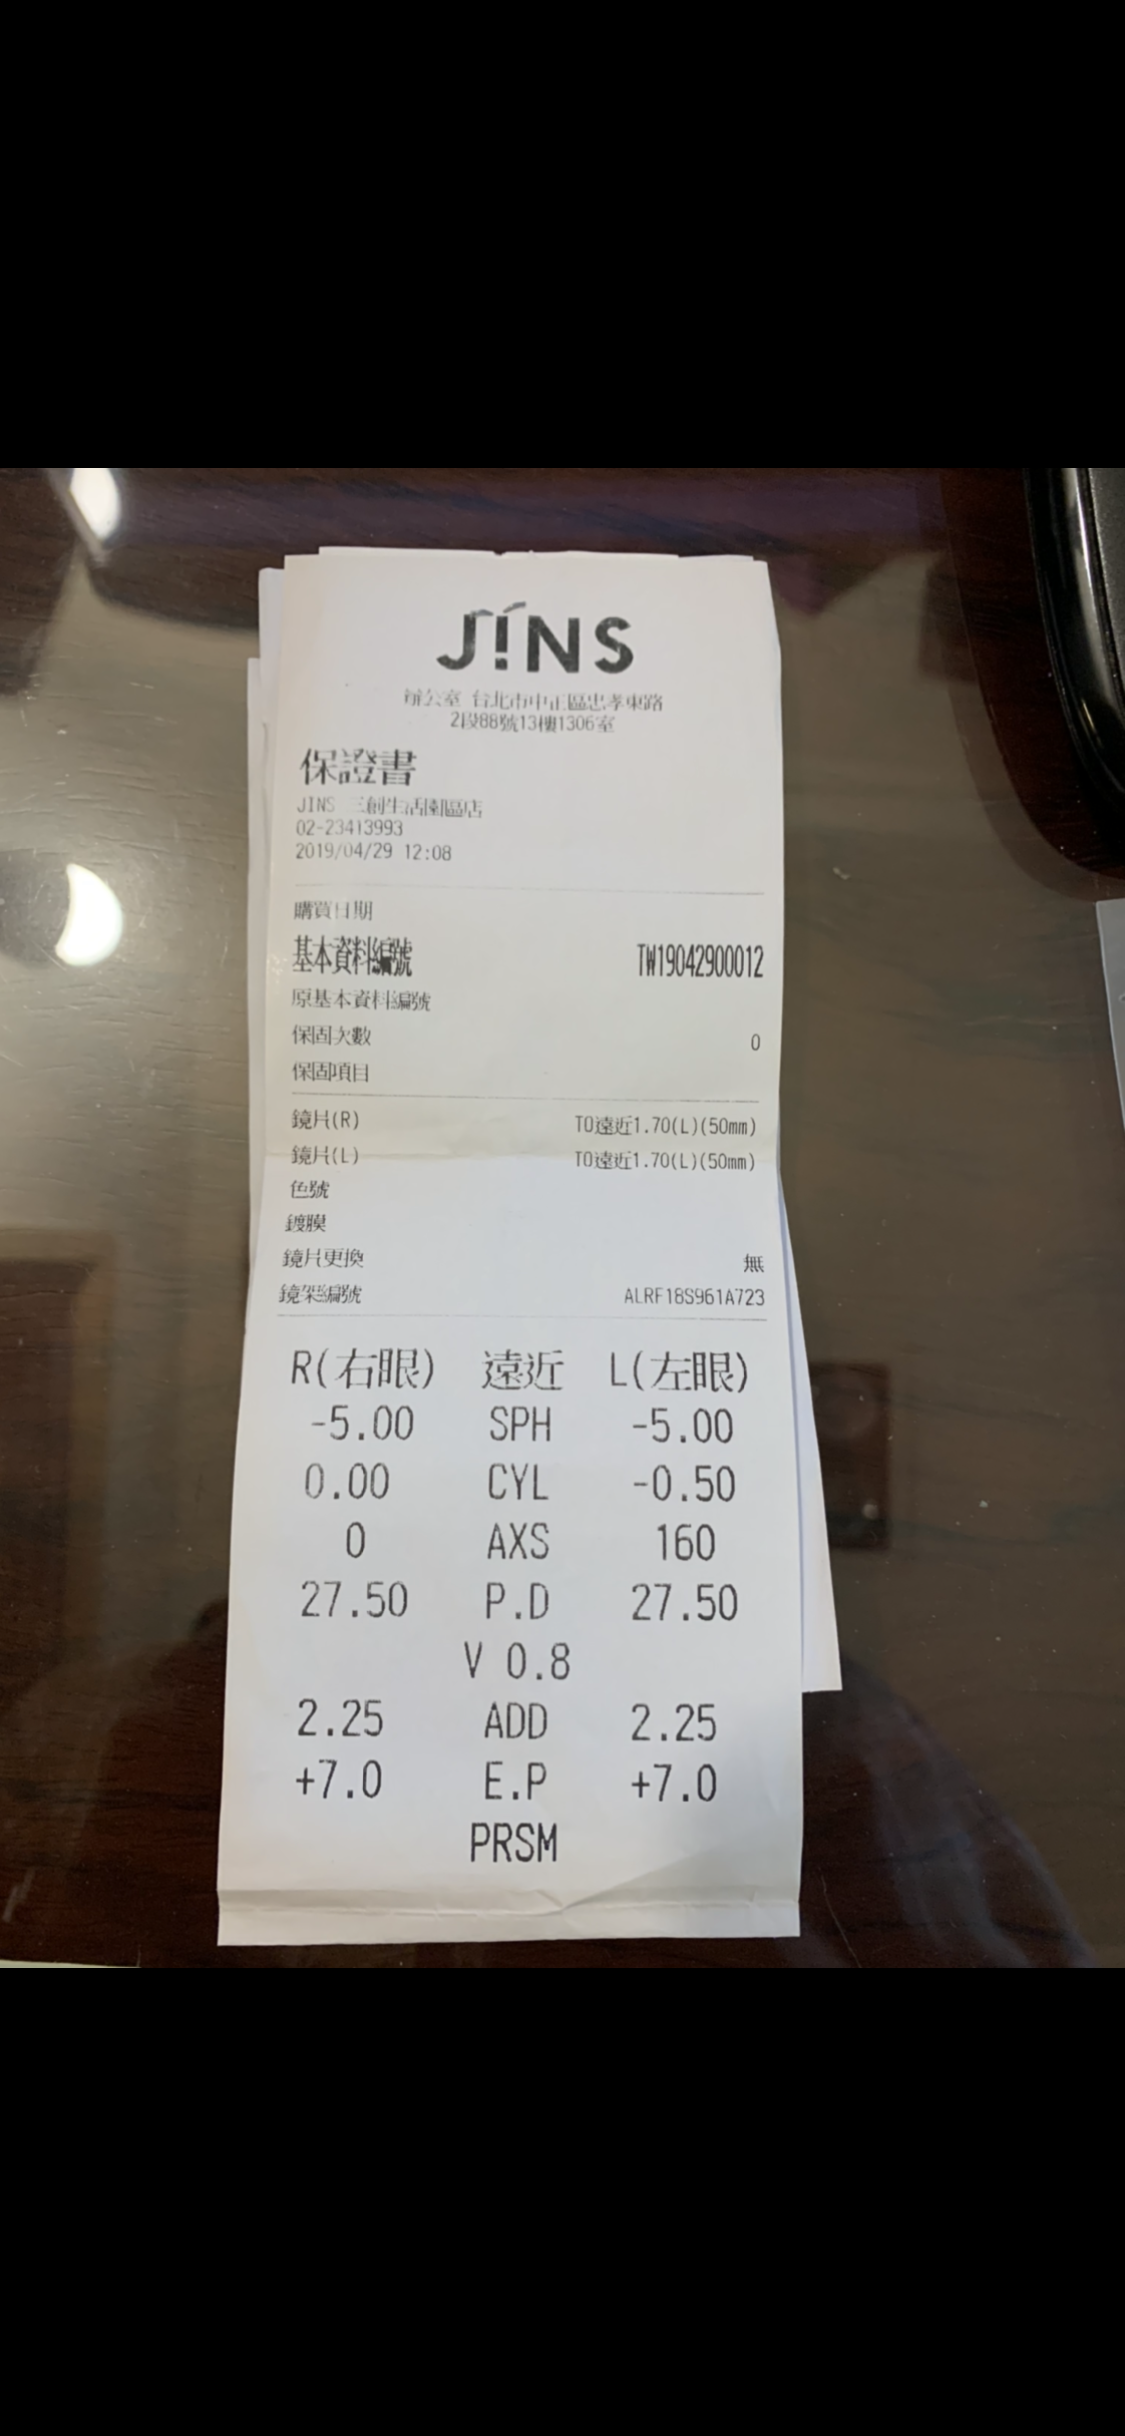 JINS
辦公室 台北市中正區忠孝東路
2段88號13樓1306室
保證書
JINS 三創生活園區店
02-23413993
2019/04/29 12:08
購買日期
基本資料編號 TW19042900012
原基本資料編號
保固次數 0
保固項目
鏡片(R) TO遠近1.70(L)(50mm)
鏡片(L) TO遠近1.70(L)(50mm)
色號
鍍膜
鏡片更換 無
鏡架編號 ALRF18S961A723
R(右眼) 遠近 L(左眼)
-5.00 SPH -5.00
0.00 CYL -0.50
0 AXS 160
27.50 P.D 27.50
V 0.8
2.25 ADD 2.25
+7.0 E.P +7.0
PRSM